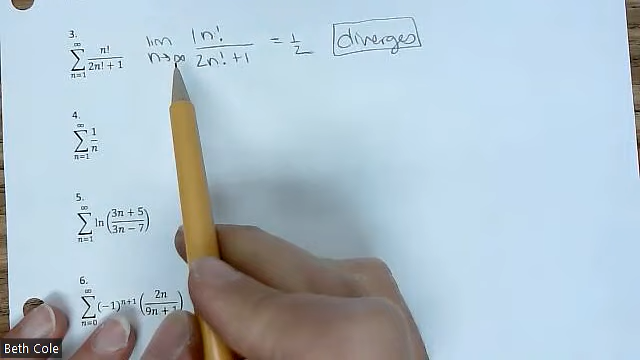 3.
∞ ∑ n=1 n! / 2n! + 1 lim n→∞ 1n! / 2n!+1 = 1/2 diverges
4.
∞ ∑ n=1 1/n
5.
∞ ∑ n=1 ln(3n + 5 / 3n − 7)
6.
∞ ∑ n=0 (−1)ⁿ⁺¹ (2n / 9n +
Beth Cole